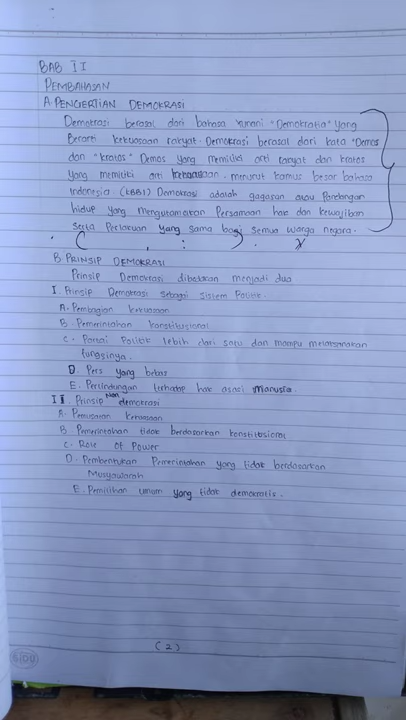 BAB II
PEMBAHASAN
A. PENGERTIAN DEMOKRASI
Demokrasi berasal dari bahasa Yunani "Demokratia" yang
Berarti kekuasaan rakyat. Demokrasi berasal dari kata "Demos
dan "kratos" Demos yang memiliki arti rakyat dan krates
yang memiliki arti kekuasaan. menurut kamus besar bahasa
Indonesia (KBBI) Demokrasi adalah gagasan atau Pandangan
hidup yang mengutamakan Persamaan hak dan kewajiban
serta Perlakuan yang sama bagi semua warga negara.
( , : ) .
B. PRINSIP DEMOKRASI
Prinsip Demokrasi dibedakan menjadi dua
I. Prinsip Demokrasi sebagai sistem Politik.
A. Pembagian kekuasaan
B. Pemerintahan konstitusional
C. Partai Politik lebih dari satu dan mampu melaksanakan
fungsinya.
D. Pers yang bebas
E. Perlindungan terhadap hak asasi manusia.
II Prinsip Non demokrasi
A. Pemusatan kekuasaan
B. Pemerintahan tidak berdasarkan konstitusional
C. Role Of Power
D. Pembentukan Pemerintahan yang tidak berdasarkan
Musyawarah
E. Pemilihan umum yang tidak demokratis.
(2)
SIDU